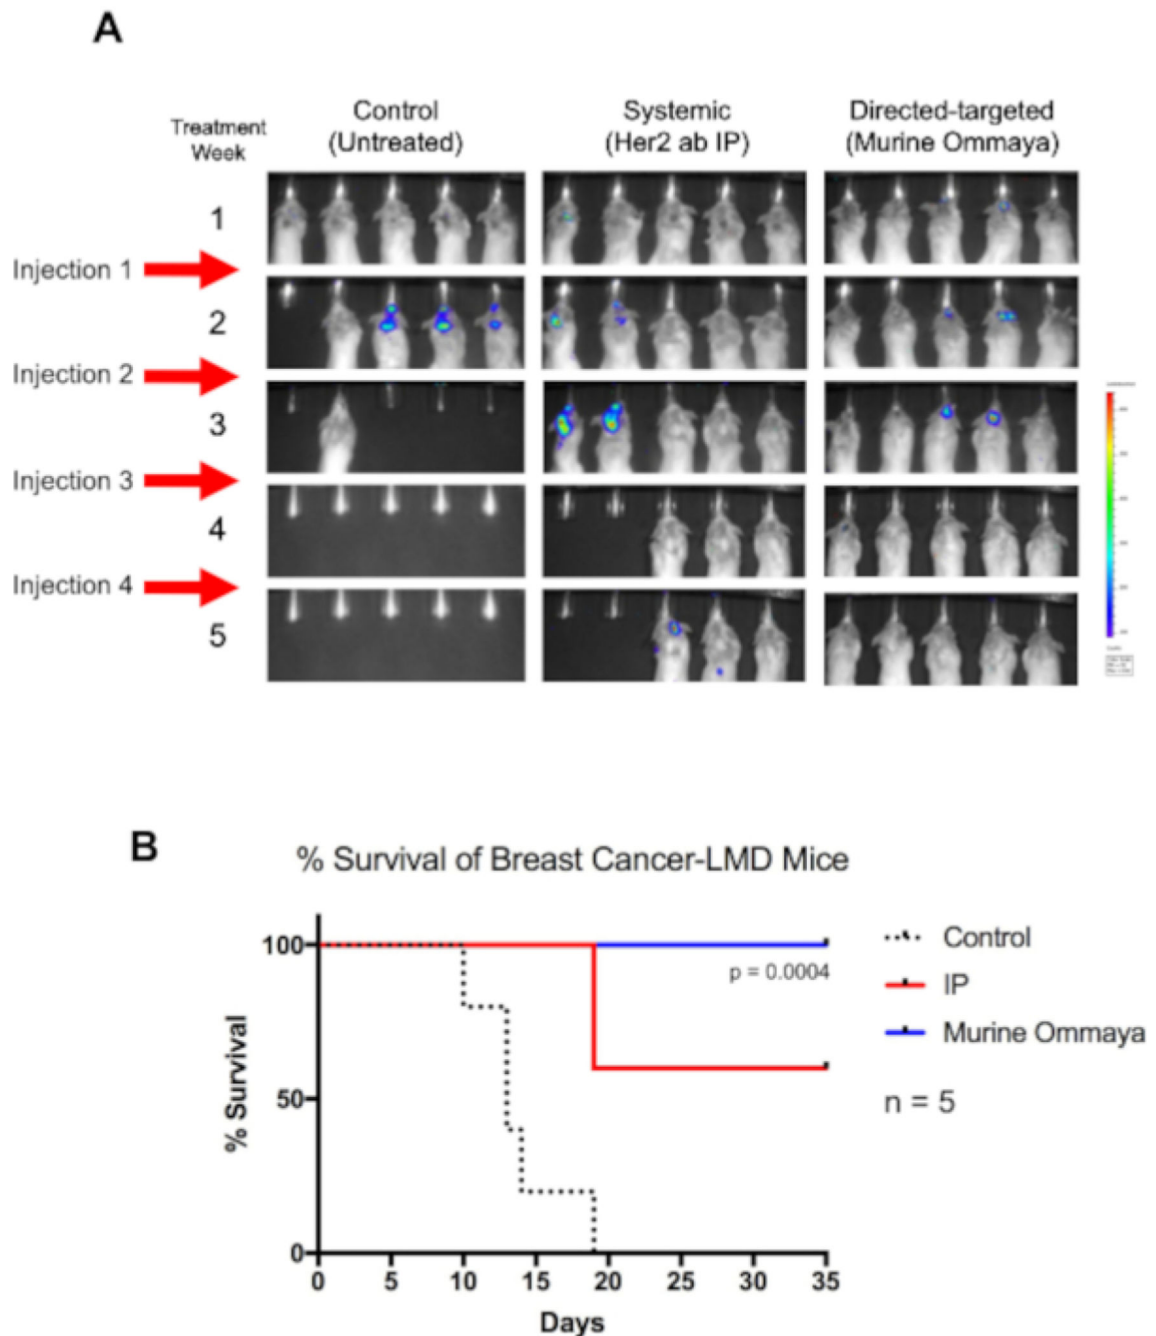 A
Treatment
Week
Control
(Untreated)
Systemic
(Her2 ab IP)
Directed-targeted
(Murine Ommaya)
1
Injection 1
2
Injection 2
3
Injection 3
4
Injection 4
5
B
% Survival of Breast Cancer-LMD Mice
% Survival
100
50
0
p = 0.0004
Control
IP
Murine Ommaya
n = 5
0 5 10 15 20 25 30 35
Days